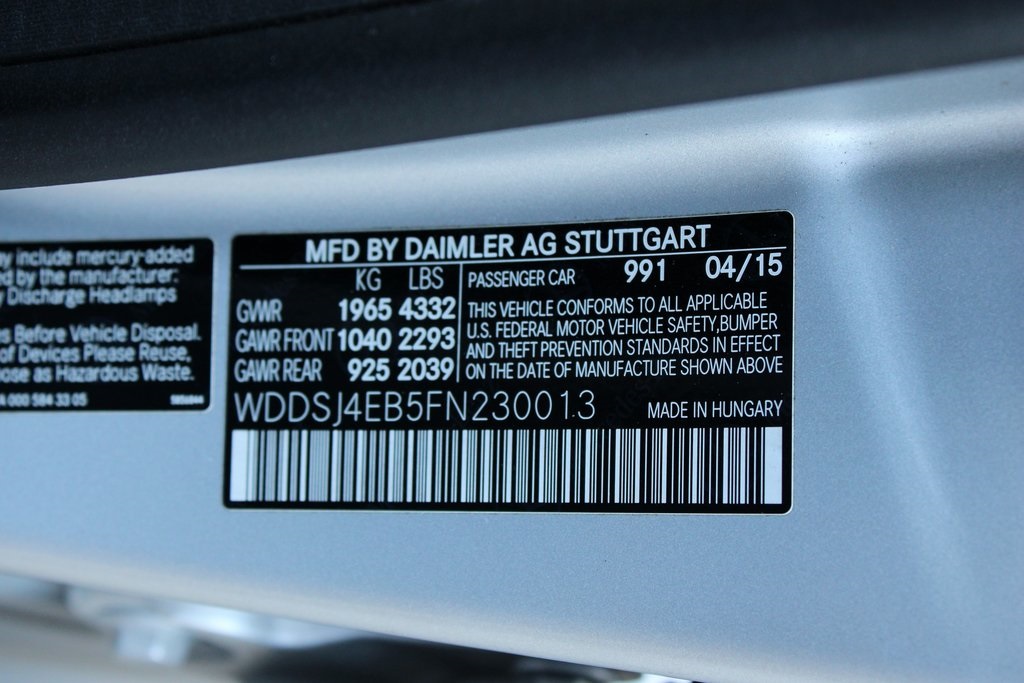 y include mercury-added
ed by the manufacturer:
y Discharge Headlamps
es Before Vehicle Disposal.
of Devices Please Reuse,
pose as Hazardous Waste.
A 000 584 33 05
MFD BY DAIMLER AG STUTTGART
KG LBS
GVWR 1965 4332
GAWR FRONT 1040 2293
GAWR REAR 925 2039
PASSENGER CAR 991 04/15
THIS VEHICLE CONFORMS TO ALL APPLICABLE
U.S. FEDERAL MOTOR VEHICLE SAFETY,BUMPER
AND THEFT PREVENTION STANDARDS IN EFFECT
ON THE DATE OF MANUFACTURE SHOWN ABOVE
WDDSJ4EB5FN230013
MADE IN HUNGARY